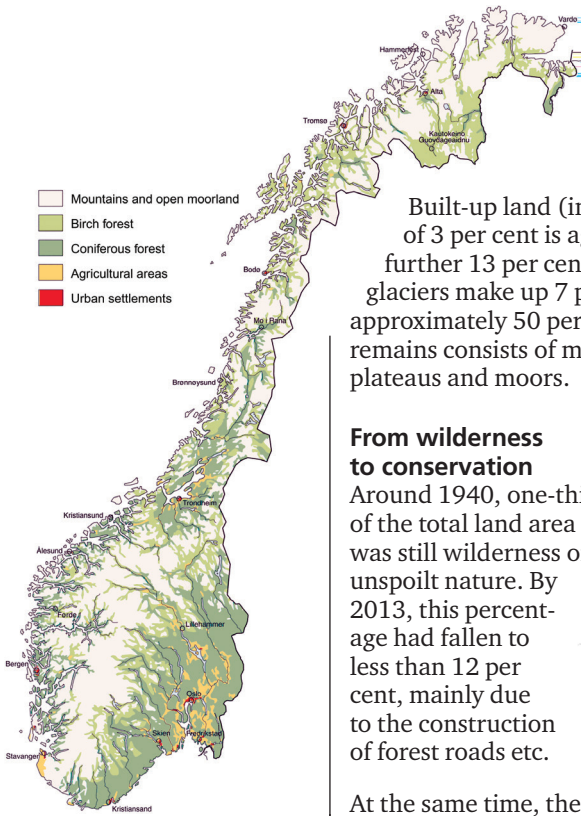 Vardø
Hammerfest
Alta
Tromsø
Kautokeino
Guovdageaidnu
Mountains and open moorland
Birch forest
Coniferous forest
Agricultural areas
Urban settlements
Bodø
Mo i Rana
Brønnøysund
Trondheim
Kristiansund
Ålesund
Førde
Lillehammer
Bergen
Oslo
Skien
Fredrikstad
Stavanger
Kristiansand
Built-up land (in
of 3 per cent is a
further 13 per cen
glaciers make up 7 p
approximately 50 per
remains consists of m
plateaus and moors.
From wilderness
to conservation
Around 1940, one-thi
of the total land area
was still wilderness o
unspoilt nature. By
2013, this percent-
age had fallen to
less than 12 per
cent, mainly due
to the construction
of forest roads etc.
At the same time, the